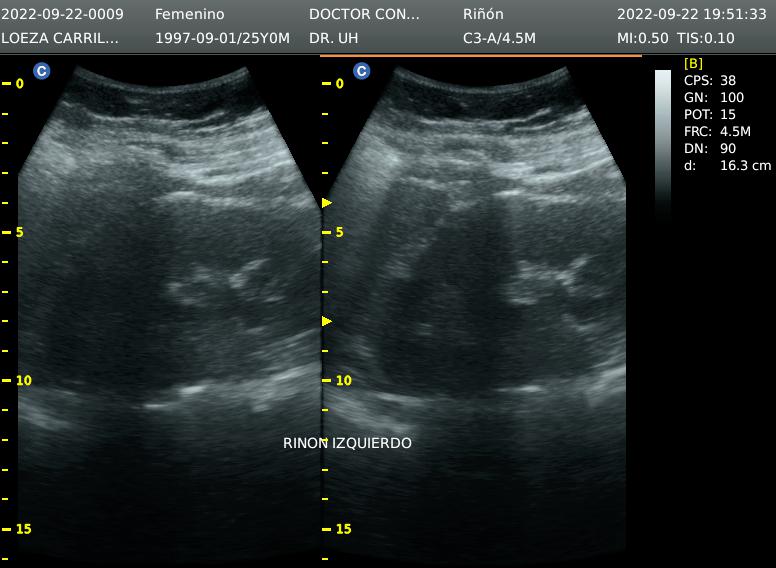 2022-09-22-0009 Femenino DOCTOR CON... Riñón 2022-09-22 19:51:33
LOEZA CARRIL... 1997-09-01/25Y0M DR. UH C3-A/4.5M MI:0.50 TIS:0.10
C C
[B]
CPS: 38
GN: 100
POT: 15
FRC: 4.5M
DN: 90
d: 16.3 cm
0 0
5 5
10 10
RINON IZQUIERDO
15 15